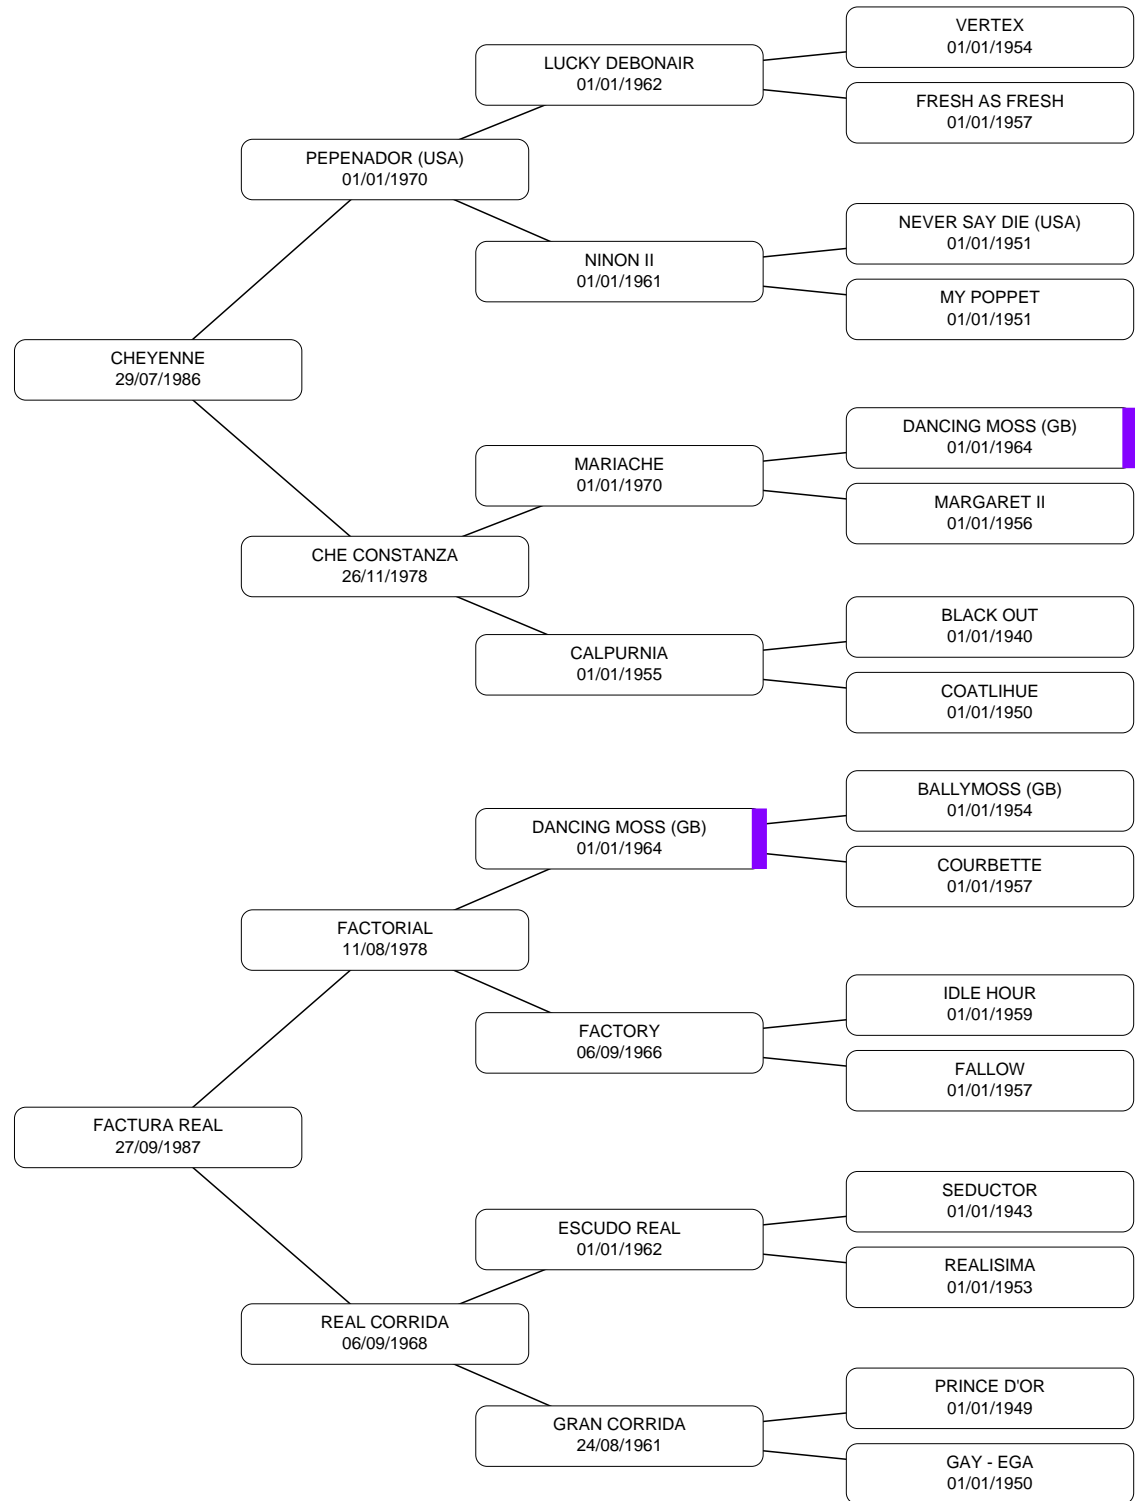 VERTEX
01/01/1954
LUCKY DEBONAIR
01/01/1962
FRESH AS FRESH
01/01/1957
PEPENADOR (USA)
01/01/1970
NEVER SAY DIE (USA)
01/01/1951
NINON II
01/01/1961
MY POPPET
01/01/1951
CHEYENNE
29/07/1986
DANCING MOSS (GB)
01/01/1964
MARIACHE
01/01/1970
MARGARET II
01/01/1956
CHE CONSTANZA
26/11/1978
BLACK OUT
01/01/1940
CALPURNIA
01/01/1955
COATLIHUE
01/01/1950
BALLYMOSS (GB)
01/01/1954
DANCING MOSS (GB)
01/01/1964
COURBETTE
01/01/1957
FACTORIAL
11/08/1978
IDLE HOUR
01/01/1959
FACTORY
06/09/1966
FALLOW
01/01/1957
FACTURA REAL
27/09/1987
SEDUCTOR
01/01/1943
ESCUDO REAL
01/01/1962
REALISIMA
01/01/1953
REAL CORRIDA
06/09/1968
PRINCE D'OR
01/01/1949
GRAN CORRIDA
24/08/1961
GAY - EGA
01/01/1950